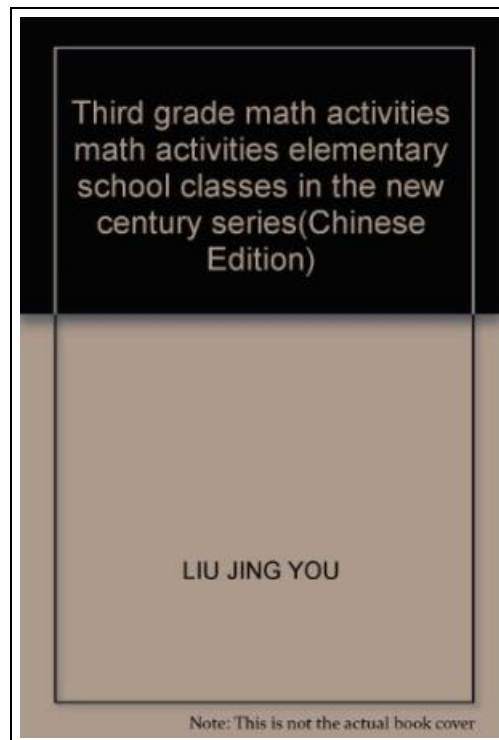 Third grade math activities
math activities elementary
school classes in the new
century series(Chinese
Edition)
LIU JING YOU
Note: This is not the actual book cover